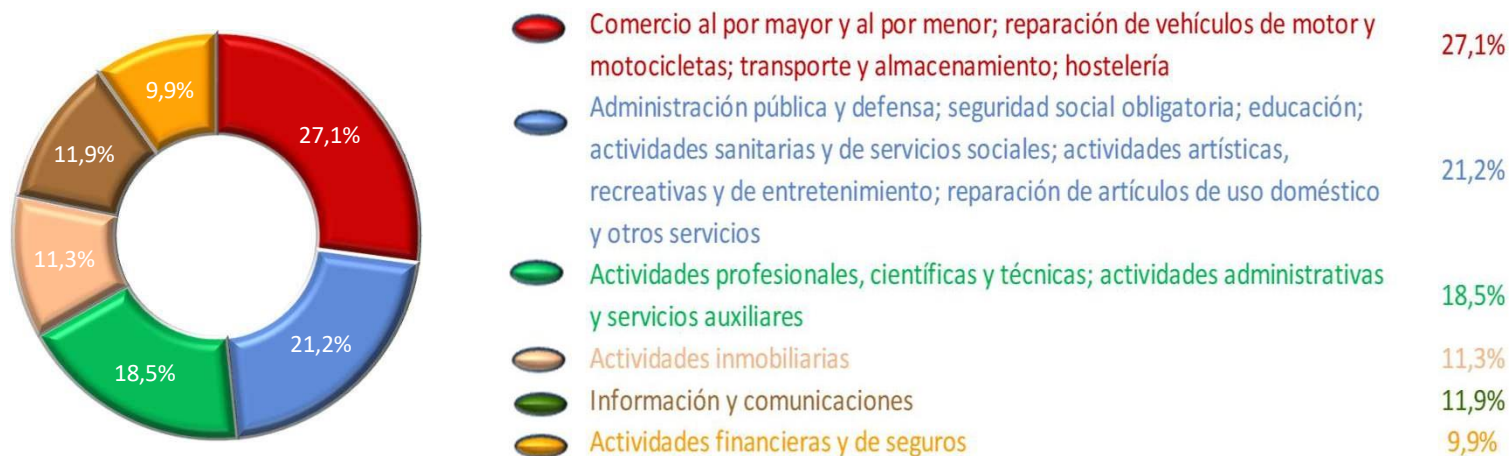 9,9%
27,1%
11,9%
11,3%
21,2%
18,5%
Comercio al por mayor y al por menor; reparación de vehículos de motor y
motocicletas; transporte y almacenamiento; hostelería
27,1%
Administración pública y defensa; seguridad social obligatoria; educación;
actividades sanitarias y de servicios sociales; actividades artísticas,
recreativas y de entretenimiento; reparación de artículos de uso doméstico
y otros servicios
21,2%
Actividades profesionales, científicas y técnicas; actividades administrativas
y servicios auxiliares
18,5%
Actividades inmobiliarias
11,3%
Información y comunicaciones
11,9%
Actividades financieras y de seguros
9,9%